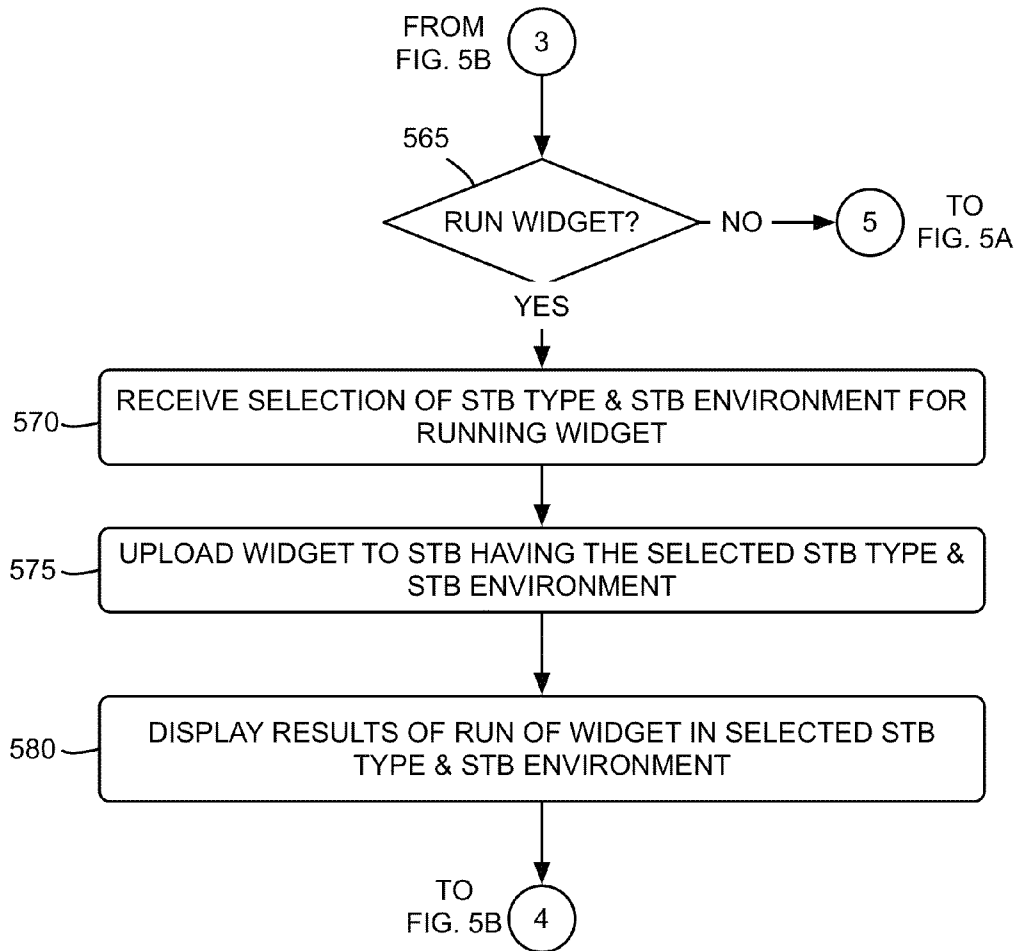 FROM
FIG. 5B
3
565
RUN WIDGET?
NO
5
TO
FIG. 5A
YES
570
RECEIVE SELECTION OF STB TYPE & STB ENVIRONMENT FOR
RUNNING WIDGET
575
UPLOAD WIDGET TO STB HAVING THE SELECTED STB TYPE &
STB ENVIRONMENT
580
DISPLAY RESULTS OF RUN OF WIDGET IN SELECTED STB
TYPE & STB ENVIRONMENT
TO
FIG. 5B
4